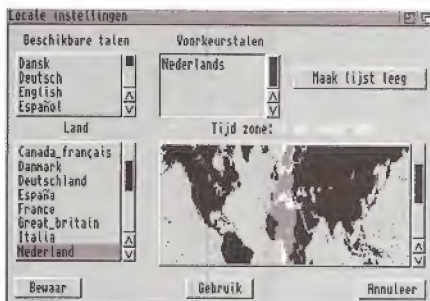 Locale instellingen
Beschikbare talen
Voorkeurstalen
Dansk
Deutsch
English
Español
Nederlands
Maak lijst leeg
Land
Tijd zone:
Canada_français
Danmark
Deutschland
España
France
Great_britain
Italia
Nederland
Bewaar
Gebruik
Annuleer